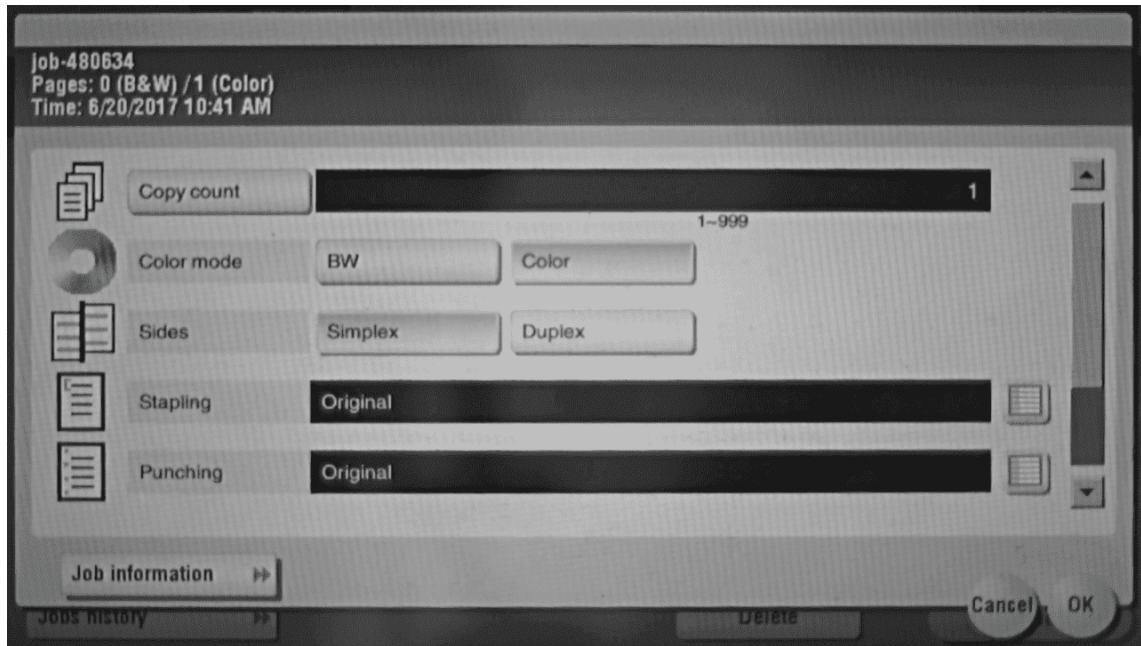 job-480634
Pages: 0 (B&W) / 1 (Color)
Time: 6/20/2017 10:41 AM
Copy count 1
1~999
Color mode BW Color
Sides Simplex Duplex
Stapling Original
Punching Original
Job information
Jobs history Delete
Cancel OK